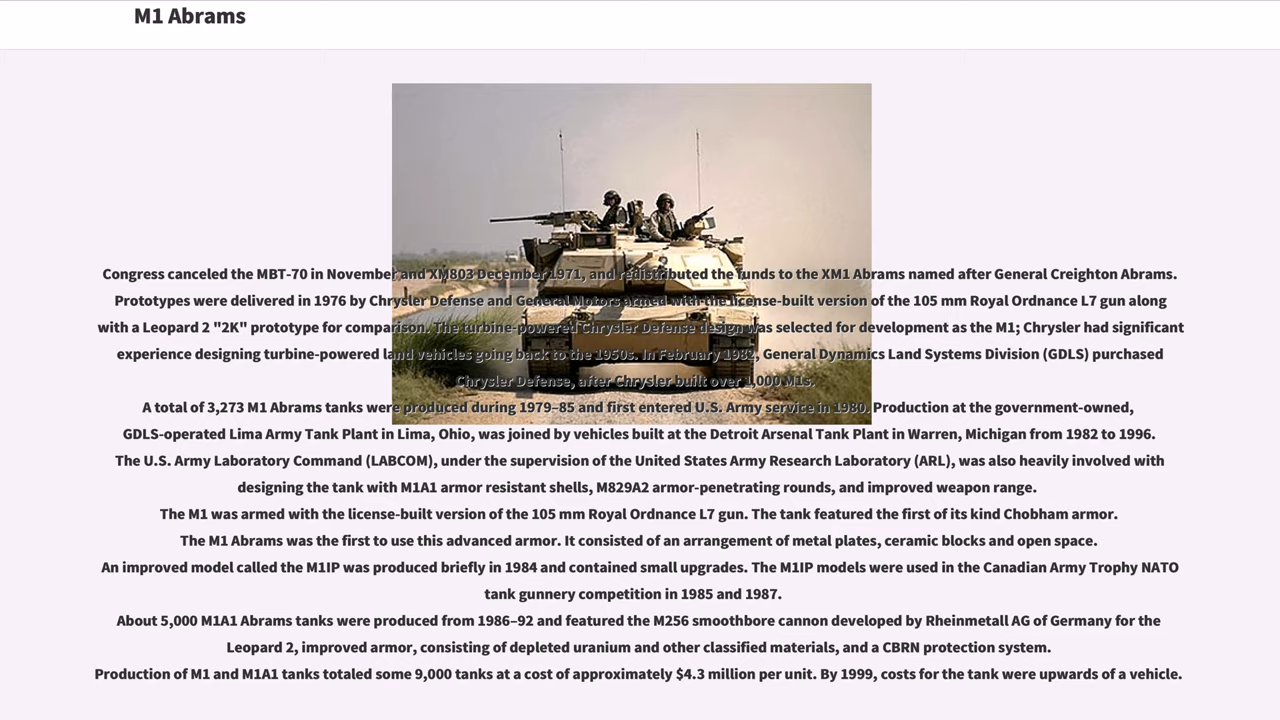 M1 Abrams
Congress canceled the MBT-70 in November and XM803 December 1971, and redistributed the funds to the XM1 Abrams named after General Creighton Abrams.
Prototypes were delivered in 1976 by Chrysler Defense and General Motors armed with the license-built version of the 105 mm Royal Ordnance L7 gun along
with a Leopard 2 "2K" prototype for comparison. The turbine-powered Chrysler Defense design was selected for development as the M1; Chrysler had significant
experience designing turbine-powered land vehicles going back to the 1950s. In February 1982, General Dynamics Land Systems Division (GDLS) purchased
Chrysler Defense, after Chrysler built over 1,000 M1s.
A total of 3,273 M1 Abrams tanks were produced during 1979–85 and first entered U.S. Army service in 1980. Production at the government-owned,
GDLS-operated Lima Army Tank Plant in Lima, Ohio, was joined by vehicles built at the Detroit Arsenal Tank Plant in Warren, Michigan from 1982 to 1996.
The U.S. Army Laboratory Command (LABCOM), under the supervision of the United States Army Research Laboratory (ARL), was also heavily involved with
designing the tank with M1A1 armor resistant shells, M829A2 armor-penetrating rounds, and improved weapon range.
The M1 was armed with the license-built version of the 105 mm Royal Ordnance L7 gun. The tank featured the first of its kind Chobham armor.
The M1 Abrams was the first to use this advanced armor. It consisted of an arrangement of metal plates, ceramic blocks and open space.
An improved model called the M1IP was produced briefly in 1984 and contained small upgrades. The M1IP models were used in the Canadian Army Trophy NATO
tank gunnery competition in 1985 and 1987.
About 5,000 M1A1 Abrams tanks were produced from 1986–92 and featured the M256 smoothbore cannon developed by Rheinmetall AG of Germany for the
Leopard 2, improved armor, consisting of depleted uranium and other classified materials, and a CBRN protection system.
Production of M1 and M1A1 tanks totaled some 9,000 tanks at a cost of approximately $4.3 million per unit. By 1999, costs for the tank were upwards of a vehicle.